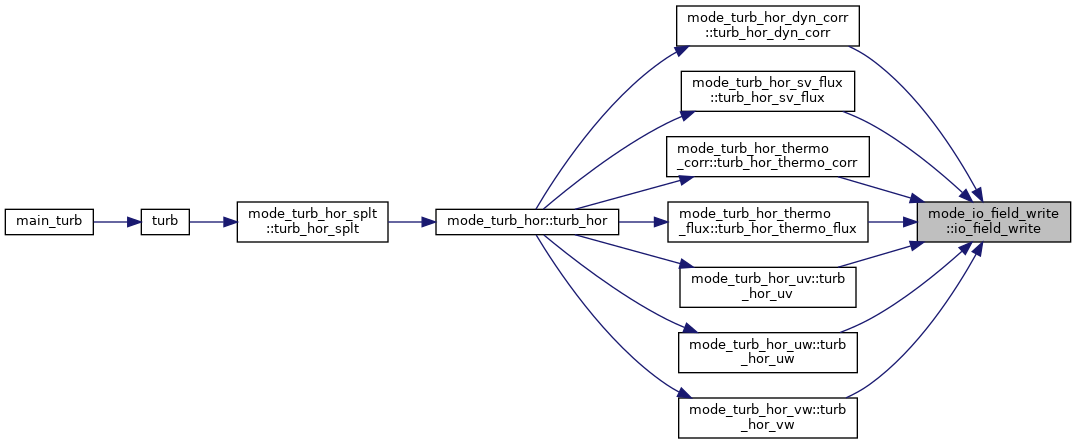 main_turb
turb
mode_turb_hor_splt
::turb_hor_splt
mode_turb_hor::turb_hor
mode_turb_hor_dyn_corr
::turb_hor_dyn_corr
mode_turb_hor_sv_flux
::turb_hor_sv_flux
mode_turb_hor_thermo
_corr::turb_hor_thermo_corr
mode_turb_hor_thermo
_flux::turb_hor_thermo_flux
mode_turb_hor_uv::turb
_hor_uv
mode_turb_hor_uw::turb
_hor_uw
mode_turb_hor_vw::turb
_hor_vw
mode_io_field_write
::io_field_write